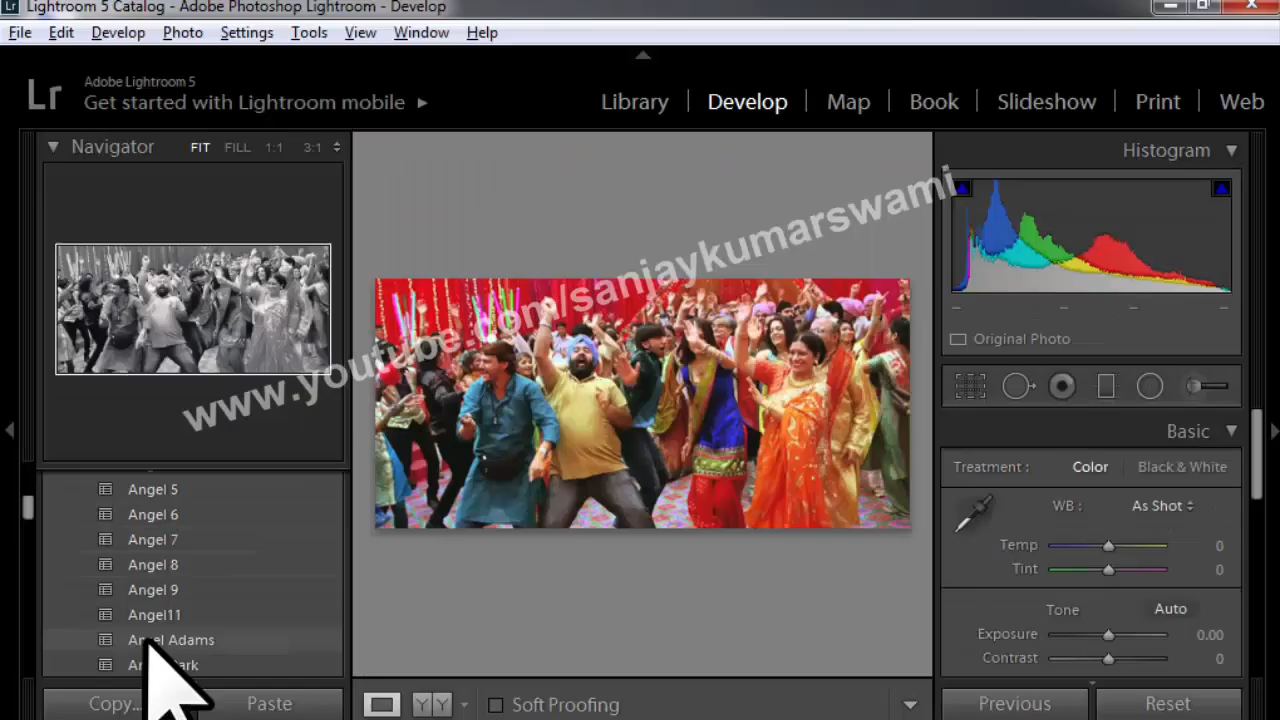 Lr Lightroom 5 Catalog - Adobe Photoshop Lightroom - Develop
File Edit Develop Photo Settings Tools View Window Help
Lr Adobe Lightroom 5
Get started with Lightroom mobile
Library | Develop | Map | Book | Slideshow | Print | Web
Navigator FIT FILL 1:1 3:1
Histogram
www.youtube.com/sanjaykumarswami
Original Photo
Basic
Treatment : Color Black & White
WB : As Shot
Temp 0
Tint 0
Tone Auto
Exposure 0.00
Contrast 0
Angel 5
Angel 6
Angel 7
Angel 8
Angel 9
Angel11
Angel Adams
Copy... Paste
YY Soft Proofing
Previous Reset